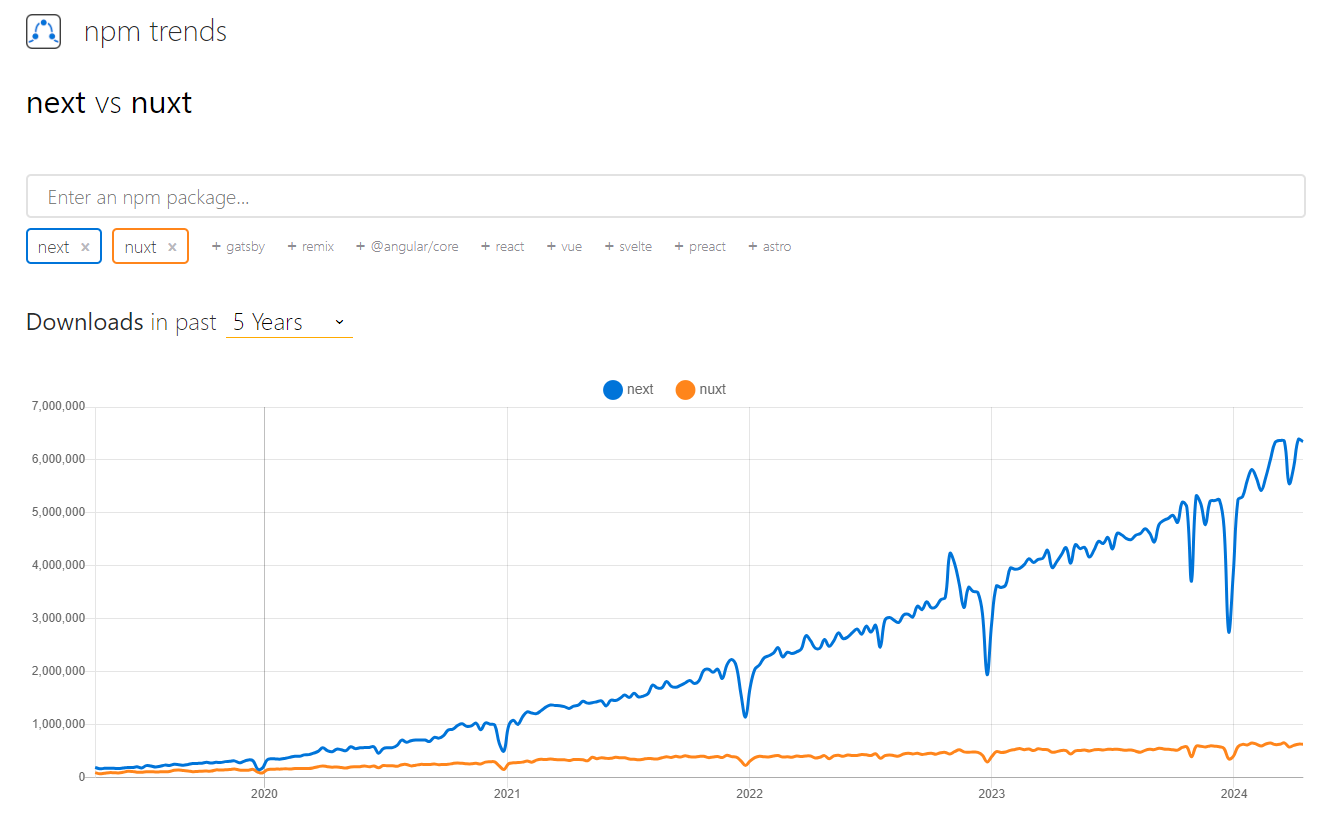 npm trends
next vs nuxt
Enter an npm package...
next × nuxt × + gatsby + remix + @angular/core + react + vue + svelte + preact + astro
Downloads in past 5 Years
next nuxt
7,000,000
6,000,000
5,000,000
4,000,000
3,000,000
2,000,000
1,000,000
0
2020 2021 2022 2023 2024